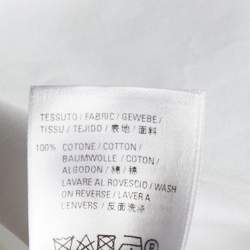 TESSUTO / FABRIC / GEWEBE /
TISSU / TEJIDO / 表地 / 面料
100% COTONE / COTTON /
BAUMWOLLE / COTON /
ALGODON / 綿 / 棉
LAVARE AL ROVESCIO / WASH
ON REVERSE / LAVER A
L'ENVERS / 反面洗涤